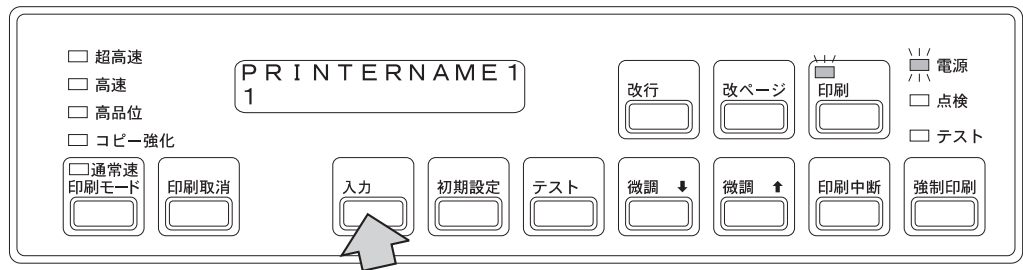 超高速
高速
高品位
コピー強化
通常速
印刷モード
印刷取消
PRINTERNAME1
1
改行
改ページ
印刷
電源
点検
テスト
入力
初期設定
テスト
微調 ⬇
微調 ⬆
印刷中断
強制印刷